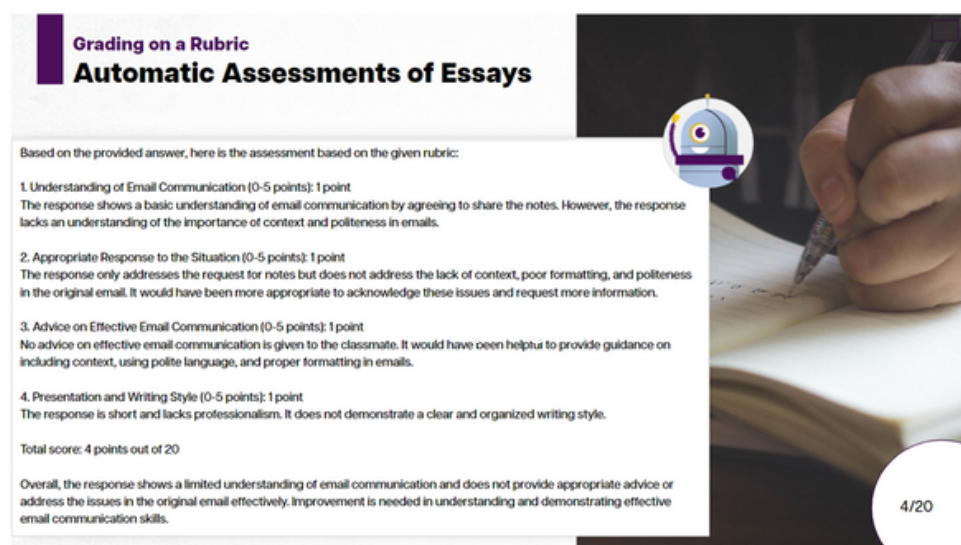 Grading on a Rubric
Automatic Assessments of Essays
Based on the provided answer, here is the assessment based on the given rubric:
1. Understanding of Email Communication (0-5 points): 1 point
The response shows a basic understanding of email communication by agreeing to share the notes. However, the response
lacks an understanding of the importance of context and politeness in emails.
2. Appropriate Response to the Situation (0-5 points): 1 point
The response only addresses the request for notes but does not address the lack of context, poor formatting, and politeness
in the original email. It would have been more appropriate to acknowledge these issues and request more information.
3. Advice on Effective Email Communication (0-5 points): 1 point
No advice on effective email communication is given to the classmate. It would have been helpful to provide guidance on
including context, using polite language, and proper formatting in emails.
4. Presentation and Writing Style (0-5 points): 1 point
The response is short and lacks professionalism. It does not demonstrate a clear and organized writing style.
Total score: 4 points out of 20
Overall, the response shows a limited understanding of email communication and does not provide appropriate advice or
address the issues in the original email effectively. Improvement is needed in understanding and demonstrating effective
email communication skills.
4/20